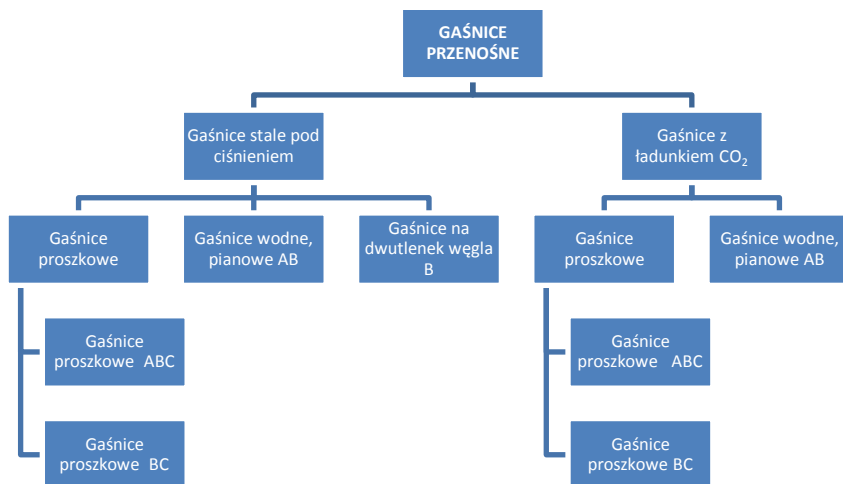 GAŚNICE
PRZENOŚNE
Gaśnice stale pod
ciśnieniem
Gaśnice z
ładunkiem CO₂
Gaśnice
proszkowe
Gaśnice wodne,
pianowe AB
Gaśnice na
dwutlenek węgla
B
Gaśnice
proszkowe
Gaśnice wodne,
pianowe AB
Gaśnice
proszkowe ABC
Gaśnice
proszkowe ABC
Gaśnice
proszkowe BC
Gaśnice
proszkowe BC